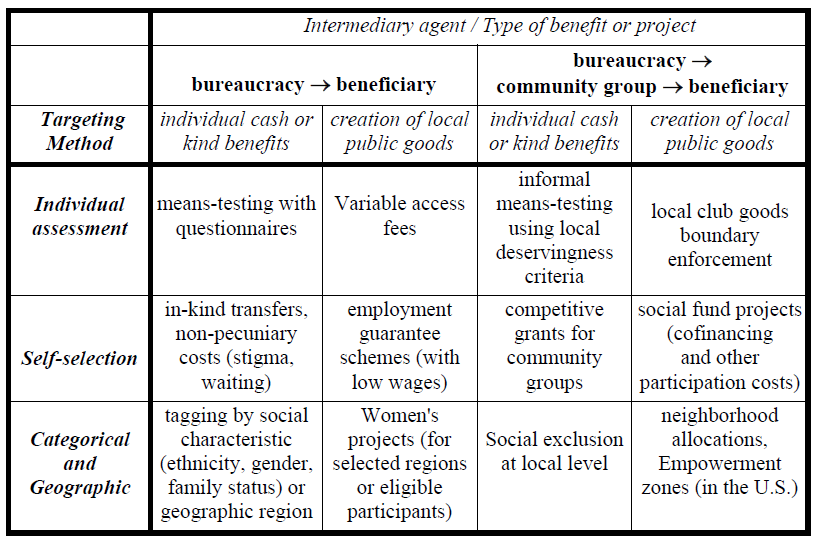 Intermediary agent / Type of benefit or project
bureaucracy → beneficiary
bureaucracy →
community group → beneficiary
Targeting
Method
individual cash or
kind benefits
creation of local
public goods
individual cash
or kind benefits
creation of local
public goods
Individual
assessment
means-testing with
questionnaires
Variable access
fees
informal
means-testing
using local
deservingness
criteria
local club goods
boundary
enforcement
Self-selection
in-kind transfers,
non-pecuniary
costs (stigma,
waiting)
employment
guarantee
schemes (with
low wages)
competitive
grants for
community
groups
social fund projects
(cofinancing
and other
participation costs)
Categorical
and
Geographic
tagging by social
characteristic
(ethnicity, gender,
family status) or
geographic region
Women's
projects (for
selected regions
or eligible
participants)
Social exclusion
at local level
neighborhood
allocations,
Empowerment
zones (in the U.S.)